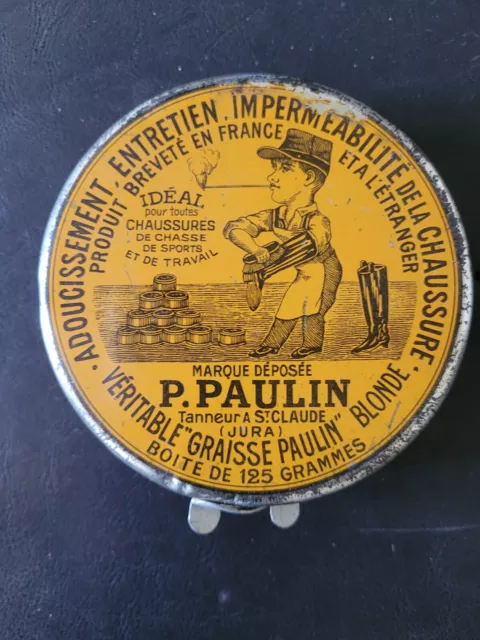 ADOUCISSEMENT, ENTRETIEN, IMPERMÉABILITÉ DE LA CHAUSSURE
PRODUIT BREVETÉ EN FRANCE ET A L'ÉTRANGER
IDÉAL
pour toutes
CHAUSSURES
DE CHASSE
DE SPORTS
ET DE TRAVAIL
MARQUE DÉPOSÉE
P. PAULIN
Tanneur A ST CLAUDE
(JURA)
VÉRITABLE "GRAISSE PAULIN" BLONDE
BOITE DE 125 GRAMMES